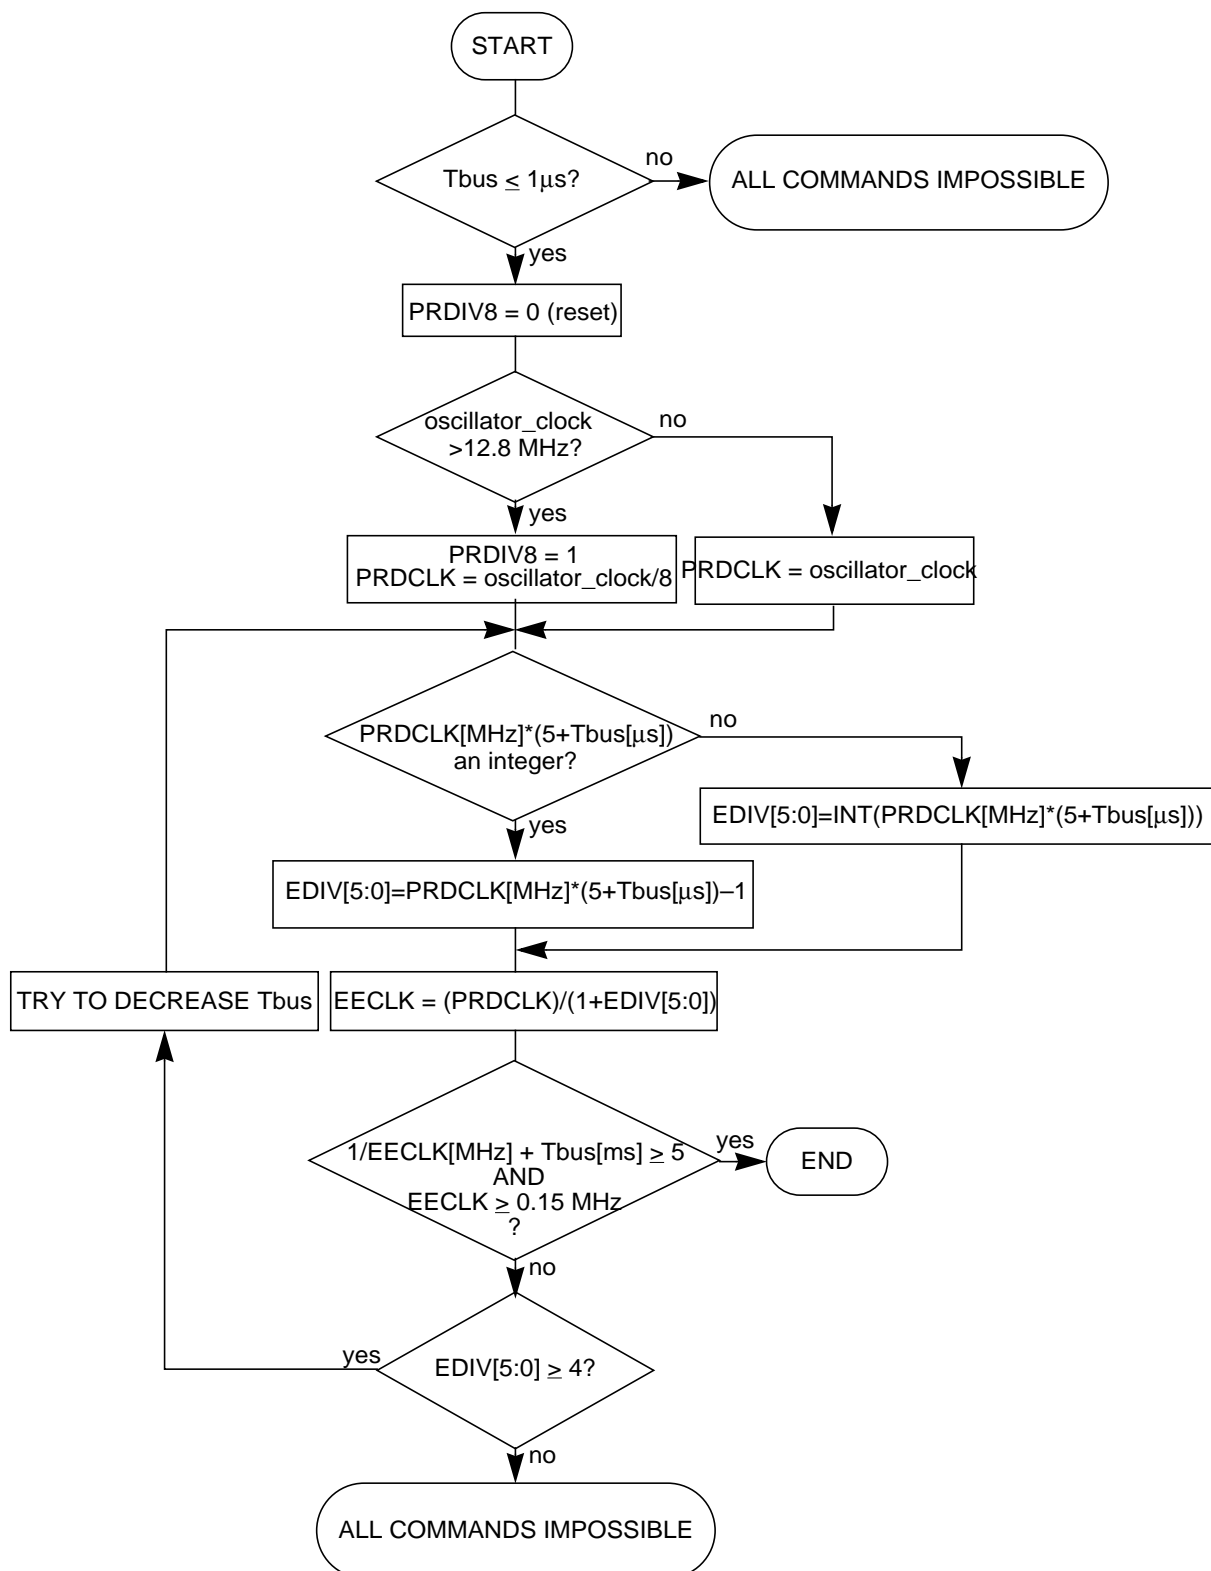 START
Tbus ≤ 1μs?
no
ALL COMMANDS IMPOSSIBLE
yes
PRDIV8 = 0 (reset)
oscillator_clock
>12.8 MHz?
no
yes
PRDIV8 = 1
PRDCLK = oscillator_clock/8
PRDCLK = oscillator_clock
PRDCLK[MHz]*(5+Tbus[μs])
an integer?
no
yes
EDIV[5:0]=INT(PRDCLK[MHz]*(5+Tbus[μs]))
EDIV[5:0]=PRDCLK[MHz]*(5+Tbus[μs])–1
TRY TO DECREASE Tbus
EECLK = (PRDCLK)/(1+EDIV[5:0])
1/EECLK[MHz] + Tbus[ms] ≥ 5
AND
EECLK ≥ 0.15 MHz
?
yes
END
no
EDIV[5:0] ≥ 4?
yes
no
ALL COMMANDS IMPOSSIBLE